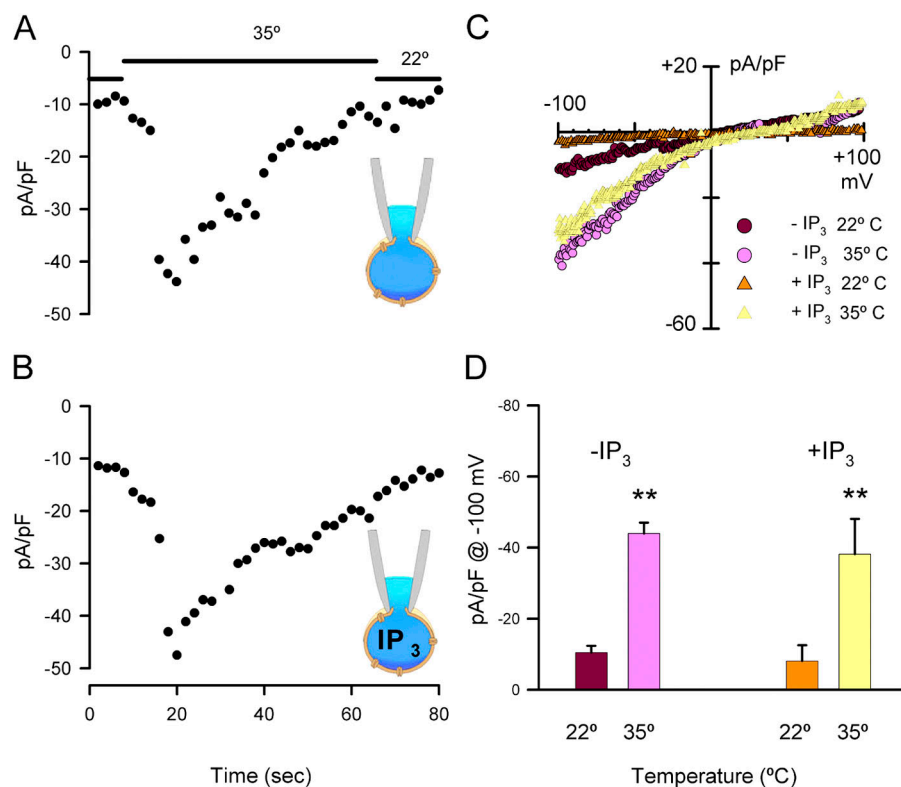 A
35º
22º
0
-10
-20
-30
-40
-50
pA/pF
B
0
-10
-20
-30
-40
-50
pA/pF
IP3
0 20 40 60 80
Time (sec)
C
+20 pA/pF
-100
+100
mV
-60
- IP3 22º C
- IP3 35º C
+ IP3 22º C
+ IP3 35º C
D
-80
-60
-40
-20
0
pA/pF @ -100 mV
-IP3 +IP3
** **
22º 35º 22º 35º
Temperature (ºC)